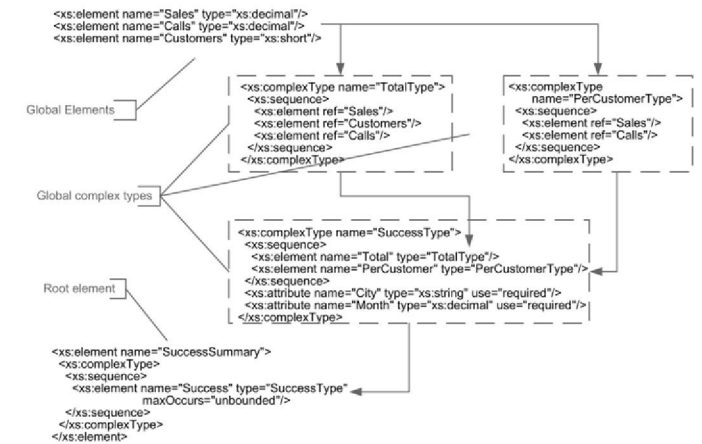 <xs:element name="Sales" type="xs:decimal"/>
<xs:element name="Calls" type="xs:decimal"/>
<xs:element name="Customers" type="xs:short"/>
Global Elements
<xs:complexType name="TotalType">
<xs:sequence>
<xs:element ref="Sales"/>
<xs:element ref="Customers"/>
<xs:element ref="Calls"/>
</xs:sequence>
</xs:complexType>
<xs:complexType
name="PerCustomerType">
<xs:sequence>
<xs:element ref="Sales"/>
<xs:element ref="Calls"/>
</xs:sequence>
</xs:complexType>
Global complex types
<xs:complexType name="SuccessType">
<xs:sequence>
<xs:element name="Total" type="TotalType"/>
<xs:element name="PerCustomer" type="PerCustomerType"/>
</xs:sequence>
<xs:attribute name="City" type="xs:string" use="required"/>
<xs:attribute name="Month" type="xs:decimal" use="required"/>
</xs:complexType>
Root element
<xs:element name="SuccessSummary">
<xs:complexType>
<xs:sequence>
<xs:element name="Success" type="SuccessType"
maxOccurs="unbounded"/>
</xs:sequence>
</xs:complexType>
</xs:element>